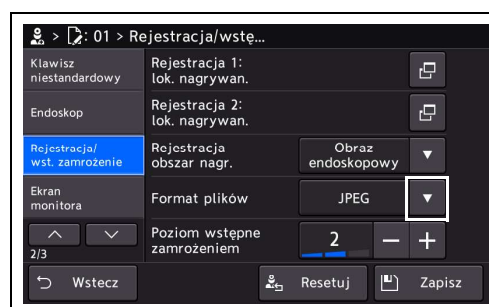 > : 01 > Rejestracja/wstę...
Klawisz
niestandardowy
Rejestracja 1:
lok. nagrywan.
Endoskop
Rejestracja 2:
lok. nagrywan.
Rejestracja/
wst. zamrożenie
Rejestracja
obszar nagr.
Obraz
endoskopowy
Ekran
monitora
Format plików
JPEG
2/3
Poziom wstępne
zamrożeniem
2
Wstecz
Resetuj
Zapisz